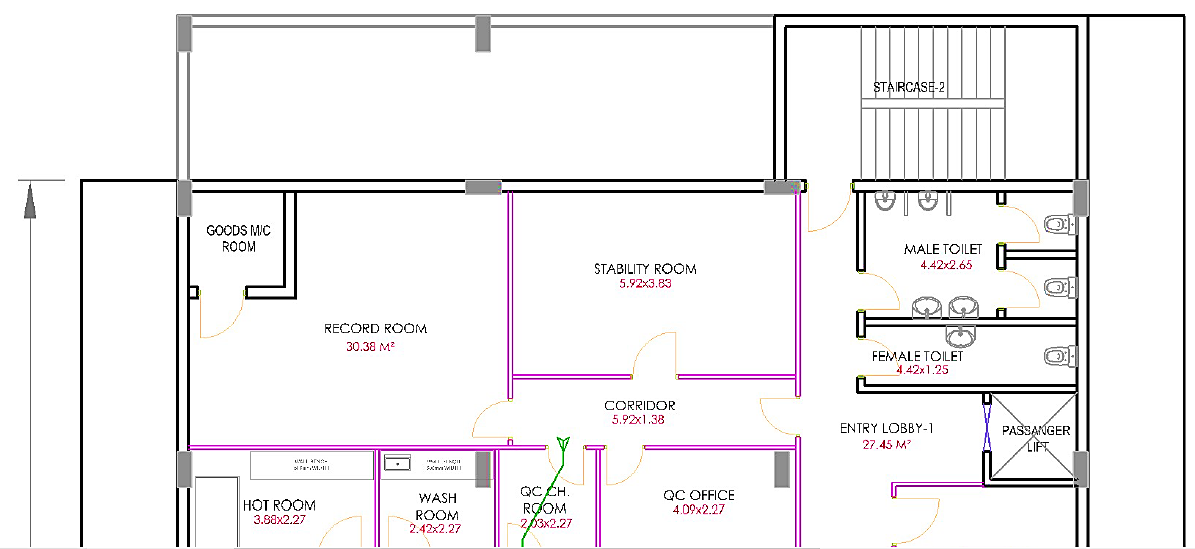 STAIRCASE-2
GOODS M/C
ROOM
MALE TOILET
4.42x2.65
STABILITY ROOM
5.92x3.83
RECORD ROOM
30.38 M²
FEMALE TOILET
4.42x1.25
CORRIDOR
5.92x1.38
ENTRY LOBBY-1
27.45 M²
PASSANGER
LIFT
WALL BENCH
WIDTH
HOT ROOM
3.88x2.27
WASH
ROOM
2.42x2.27
QC CH.
ROOM
2.03x2.27
QC OFFICE
4.09x2.27